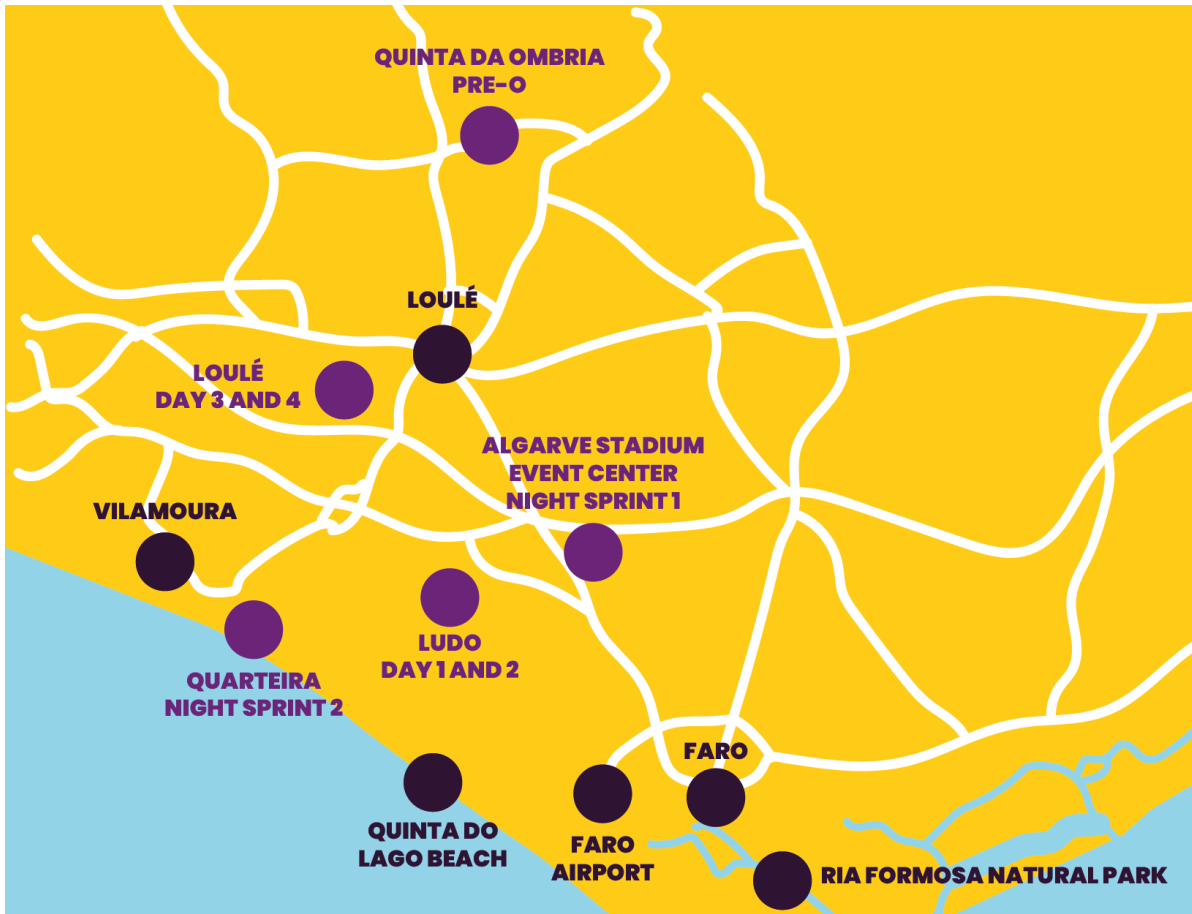 QUINTA DA OMBRIA
PRE-O
LOULÉ
LOULÉ
DAY 3 AND 4
ALGARVE STADIUM
EVENT CENTER
NIGHT SPRINT 1
VILAMOURA
LUDO
DAY 1 AND 2
QUARTEIRA
NIGHT SPRINT 2
FARO
QUINTA DO
LAGO BEACH
FARO
AIRPORT
RIA FORMOSA NATURAL PARK